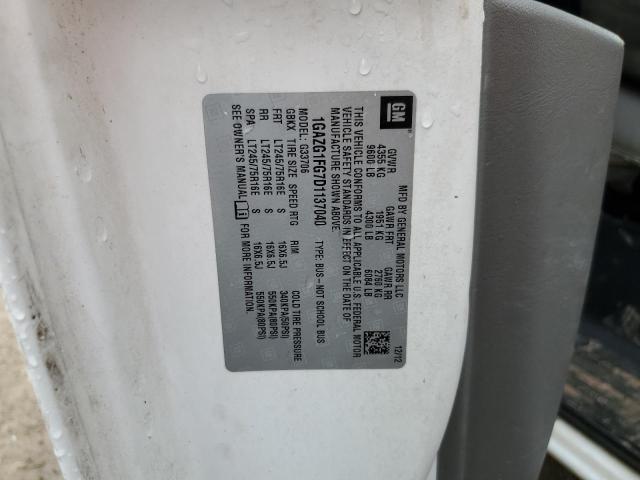 GM
MFD BY GENERAL MOTORS LLC
12/12
GVWR GAWR FRT GAWR RR
4355 KG 1951 KG 2760 KG
9600 LB 4300 LB 6084 LB
THIS VEHICLE CONFORMS TO ALL APPLICABLE U.S. FEDERAL MOTOR
VEHICLE SAFETY STANDARDS IN EFFECT ON THE DATE OF
MANUFACTURE SHOWN ABOVE.
1GAZG1FG7D1137040 TYPE: BUS-NOT SCHOOL BUS
MODEL: G33706
GBKX TIRE SIZE SPEED RTG RIM COLD TIRE PRESSURE
FRT LT245/75R16E S 16X6.5J 340KPA(50PSI)
RR LT245/75R16E S 16X6.5J 550KPA(80PSI)
SPA LT245/75R16E S 16X6.5J 550KPA(80PSI)
SEE OWNER'S MANUAL FOR MORE INFORMATION.